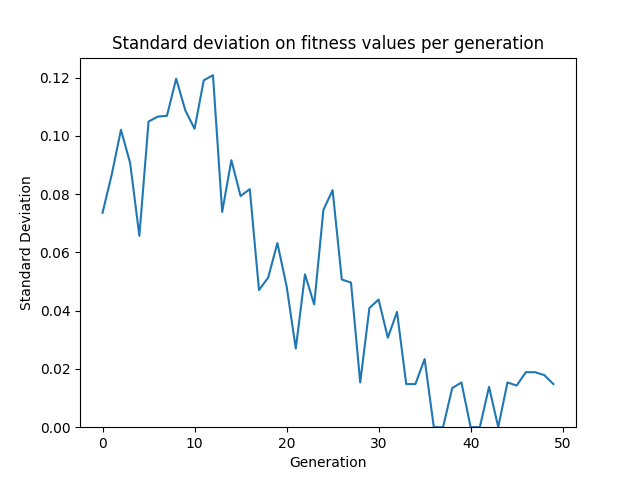 Standard deviation on fitness values per generation
0.12
0.10
0.08
0.06
0.04
0.02
0.00
Standard Deviation
0 10 20 30 40 50
Generation